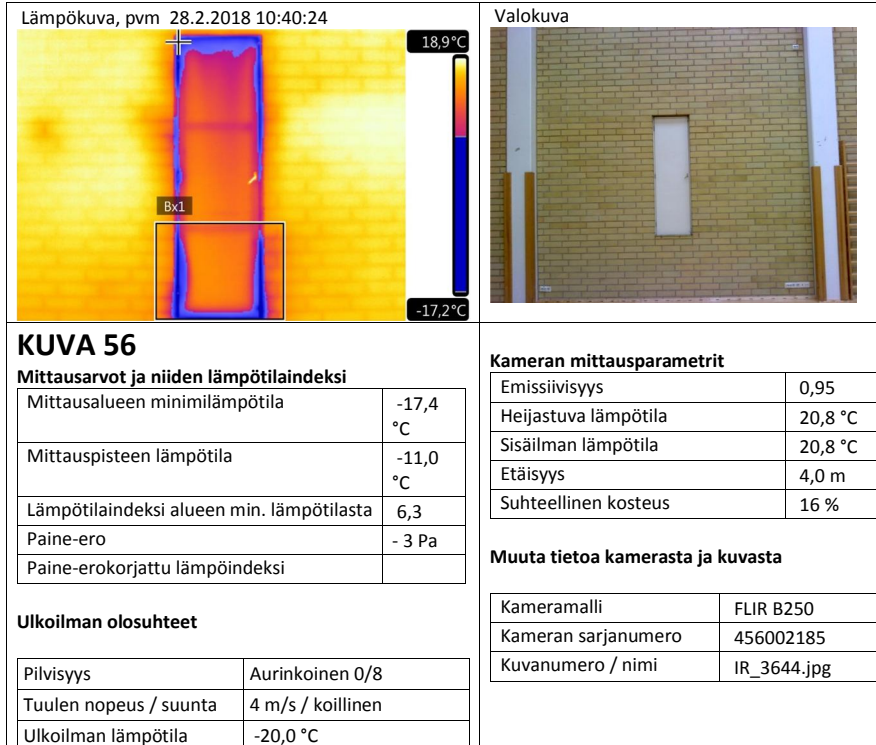 Lämpökuva, pvm 28.2.2018 10:40:24
18,9°C
Bx1
-17,2°C
Valokuva
KUVA 56
Mittausarvot ja niiden lämpötilaindeksi
Mittausalueen minimilämpötila -17,4
°C
Mittauspisteen lämpötila -11,0
°C
Lämpötilaindeksi alueen min. lämpötilasta 6,3
Paine-ero - 3 Pa
Paine-erokorjattu lämpöindeksi
Ulkoilman olosuhteet
Pilvisyys Aurinkoinen 0/8
Tuulen nopeus / suunta 4 m/s / koillinen
Ulkoilman lämpötila -20,0 °C
Kameran mittausparametrit
Emissiivisyys 0,95
Heijastuva lämpötila 20,8 °C
Sisäilman lämpötila 20,8 °C
Etäisyys 4,0 m
Suhteellinen kosteus 16 %
Muuta tietoa kamerasta ja kuvasta
Kameramalli FLIR B250
Kameran sarjanumero 456002185
Kuvanumero / nimi IR_3644.jpg